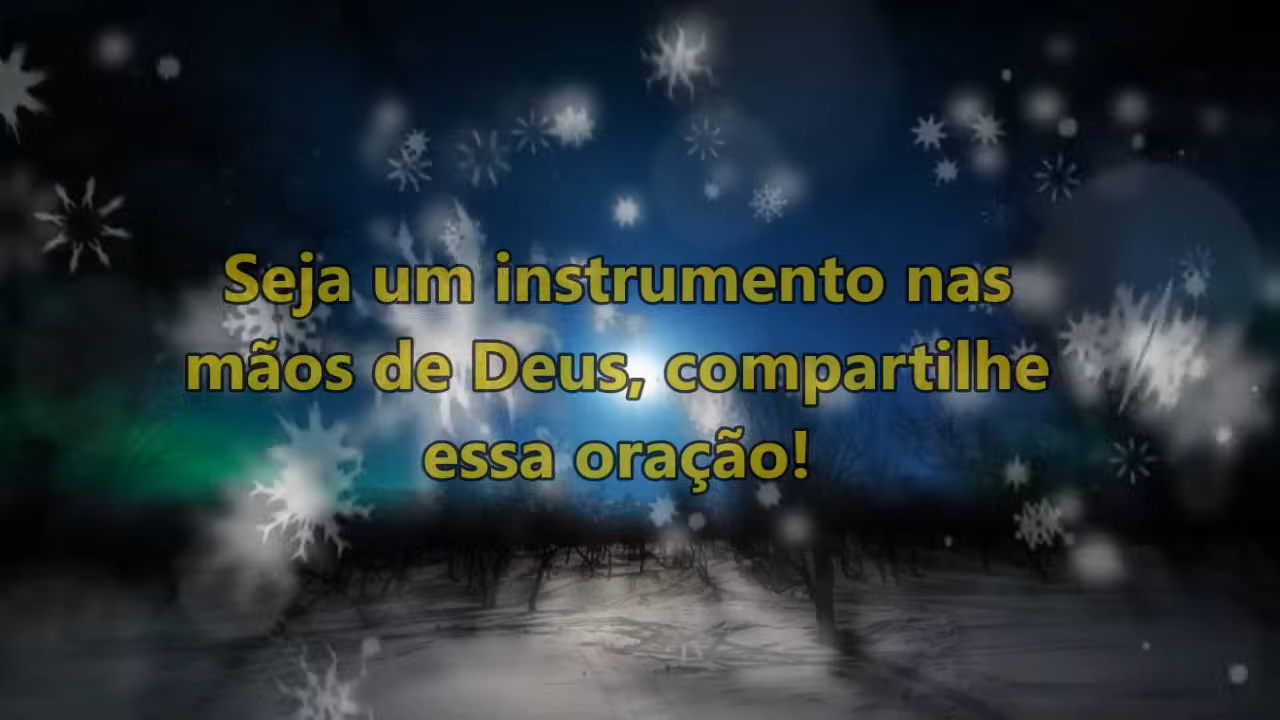 Seja um instrumento nas
mãos de Deus, compartilhe
essa oração!